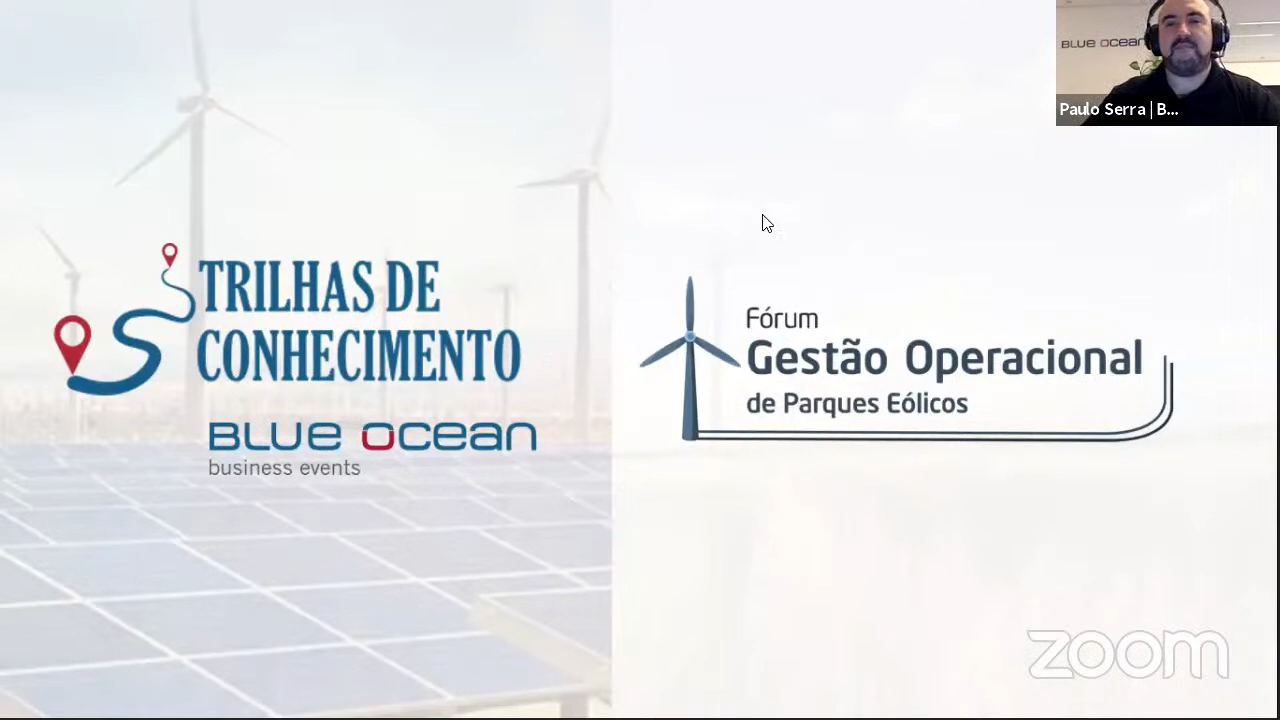 BLUE OCEAN
Paulo Serra | B...
TRILHAS DE
CONHECIMENTO
BLUE OCEAN
business events
Fórum
Gestão Operacional
de Parques Eólicos
zoom